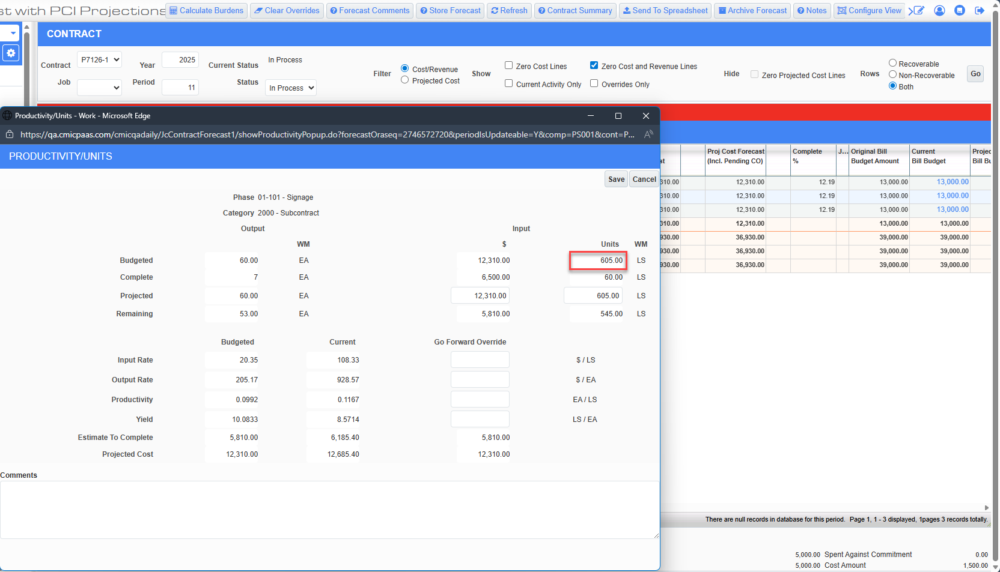 st with PCI Projections
Calculate Burdens
Clear Overrides
Forecast Comments
Store Forecast
Refresh
Contract Summary
Send To Spreadsheet
Archive Forecast
Notes
Configure View
CONTRACT
Contract P7126-1 Year 2025 Current Status In Process
Job Period 11 Status In Process
Filter Cost/Revenue Projected Cost
Show Zero Cost Lines Zero Cost and Revenue Lines
Current Activity Only Overrides Only
Hide Zero Projected Cost Lines
Rows Recoverable
Non-Recoverable
Both
Go
Productivity/Units - Work - Microsoft Edge
https://qa.cmicpaas.com/cmicqadaily/JcContractForecast1/showProductivityPopup.do?forecastOraseq=2746572720&periodIsUpdateable=Y&comp=PS001&cont=P...
PRODUCTIVITY/UNITS
Save Cancel
Phase 01-101 - Signage
Category 2000 - Subcontract
Output Input
WM $ Units WM
Budgeted 60.00 EA 12,310.00 605.00 LS
Complete 7 EA 6,500.00 60.00 LS
Projected 60.00 EA 12,310.00 605.00 LS
Remaining 53.00 EA 5,810.00 545.00 LS
Budgeted Current Go Forward Override
Input Rate 20.35 108.33 $ / LS
Output Rate 205.17 928.57 $ / EA
Productivity 0.0992 0.1167 EA / LS
Yield 10.0833 8.5714 LS / EA
Estimate To Complete 5,810.00 6,185.40 5,810.00
Projected Cost 12,310.00 12,685.40 12,310.00
Comments
st Proj Cost Forecast (Incl. Pending CO) Complete % J... Original Bill Budget Amount Current Bill Budget Projec Bill Bu
310.00 12,310.00 12.19 13,000.00 13,000.00
310.00 12,310.00 12.19 13,000.00 13,000.00
310.00 12,310.00 12.19 13,000.00 13,000.00
310.00 12,310.00 13,000.00 13,000.00
930.00 36,930.00 39,000.00 39,000.00
930.00 36,930.00 39,000.00 39,000.00
930.00 36,930.00 39,000.00 39,000.00
There are null records in database for this period. Page 1, 1 - 3 displayed, 1pages 3 records totally.
5,000.00 Spent Against Commitment 0.00
5,000.00 Cost Amount 1,500.00